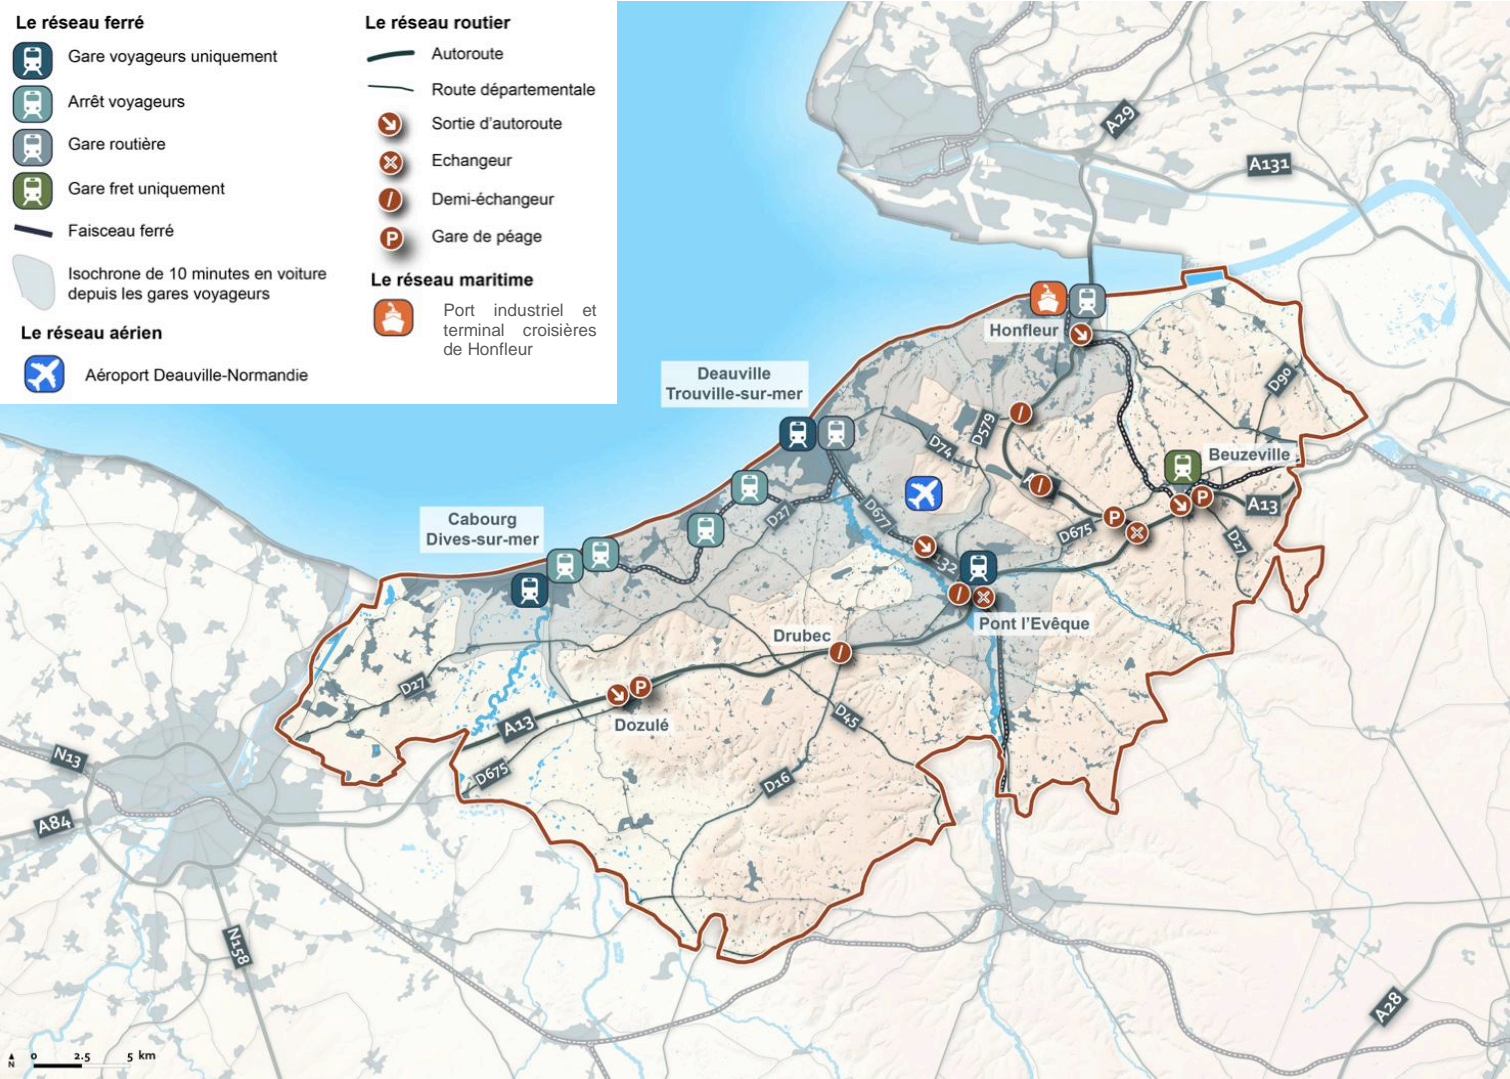 Le réseau ferré
Gare voyageurs uniquement
Arrêt voyageurs
Gare routière
Gare fret uniquement
Faisceau ferré
Isochrone de 10 minutes en voiture
depuis les gares voyageurs
Le réseau aérien
Aéroport Deauville-Normandie
Le réseau routier
Autoroute
Route départementale
Sortie d'autoroute
Echangeur
Demi-échangeur
P
Gare de péage
Le réseau maritime
Port industriel et
terminal croisières
de Honfleur
A29
A131
Honfleur
D90
Deauville
Trouville-sur-mer
D579
D74
Beuzeville
P
A13
D27
D677
D27
P
D675
Cabourg
Dives-sur-mer
Pont l'Evêque
Drubec
D27
P
Dozulé
A13
D45
D675
D16
N13
A84
N158
A28
N
0 2.5 5 km